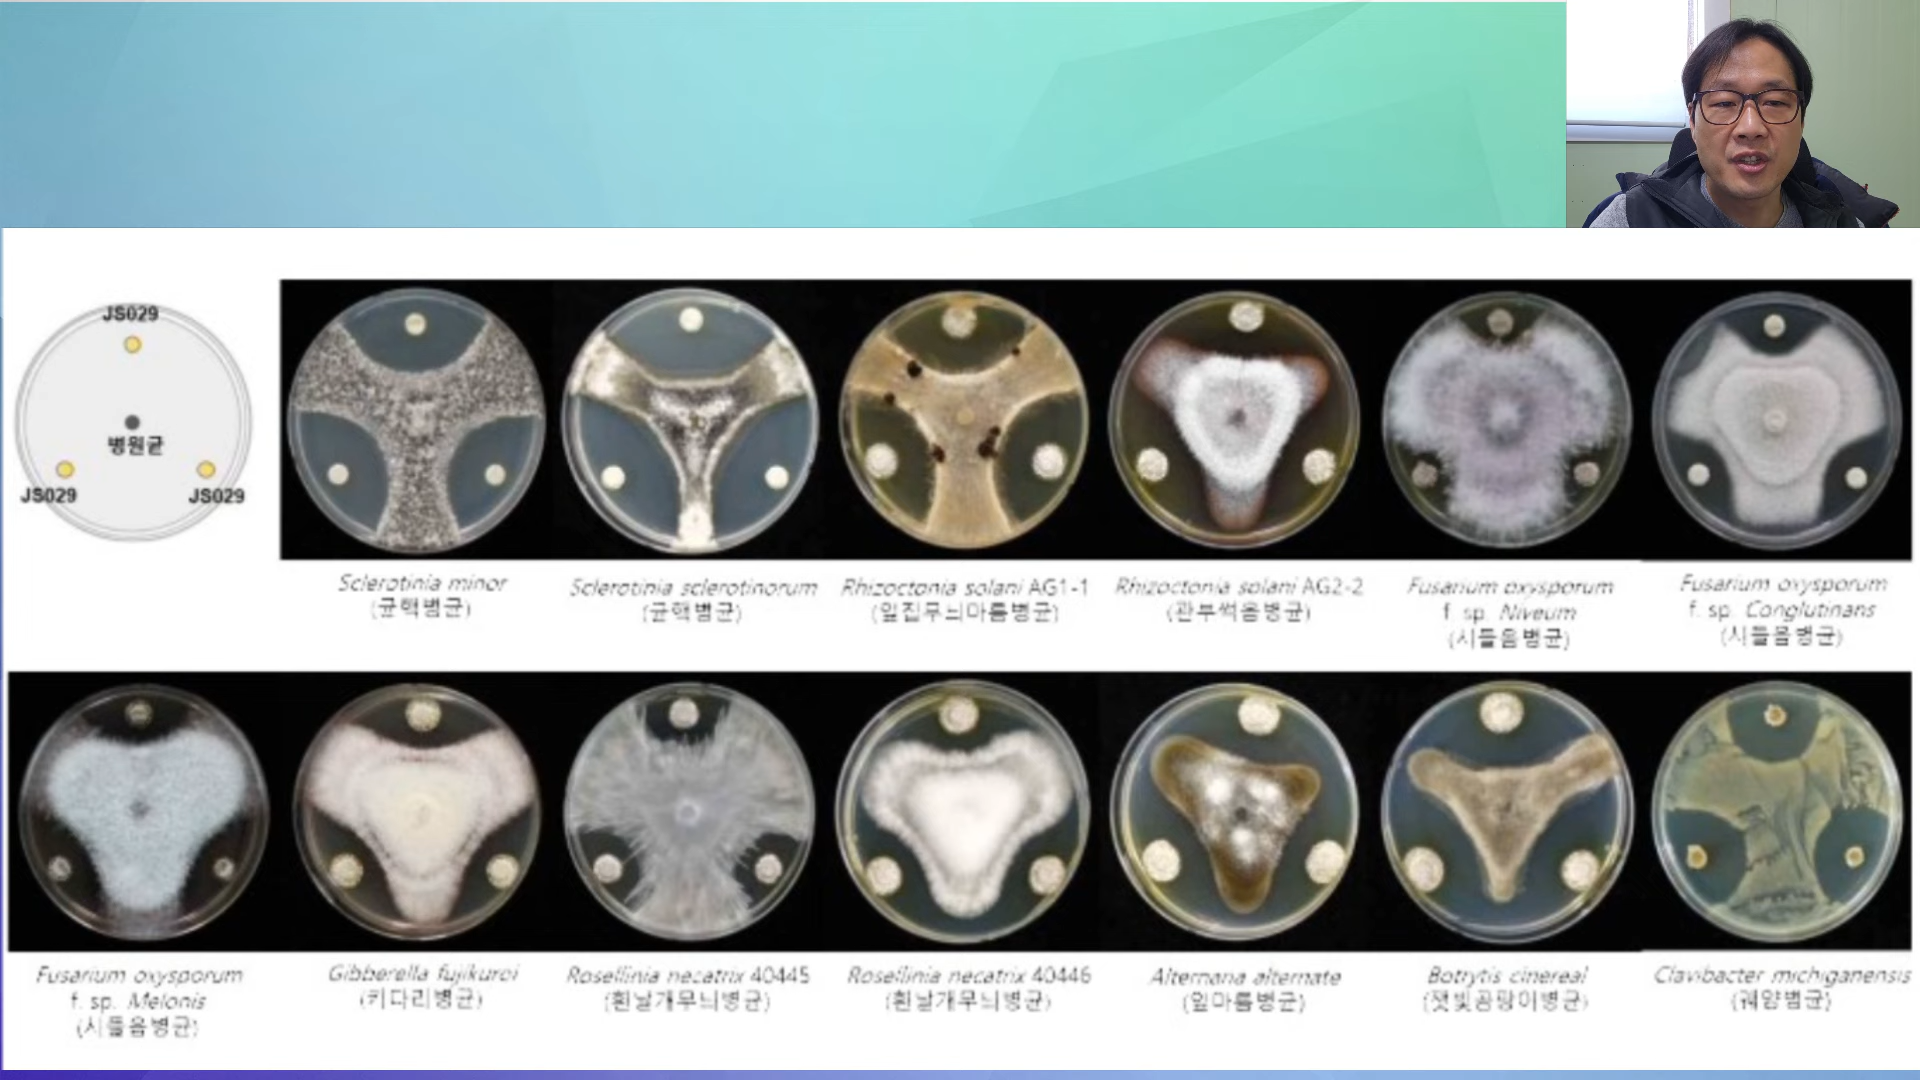 JS029
병원균
JS029
JS029
Sclerotinia minor
(균핵병균)
Sclerotinia sclerotinorum
(균핵병균)
Rhizoctonia solani AG1-1
(잎집무늬마름병균)
Rhizoctonia solani AG2-2
(관부썩음병균)
Fusarium oxysporum
f. sp. Niveum
(시들음병균)
Fusarium oxysporum
f. sp. Conglutinans
(시들음병균)
Fusarium oxysporum
f. sp. Melonis
(시들음병균)
Gibberella fujikuroi
(키다리병균)
Rosellinia necatrix 40445
(흰날개무늬병균)
Rosellinia necatrix 40446
(흰날개무늬병균)
Alternaria alternate
(잎마름병균)
Botrytis cinereal
(잿빛곰팡이병균)
Clavibacter michiganensis
(궤양병균)